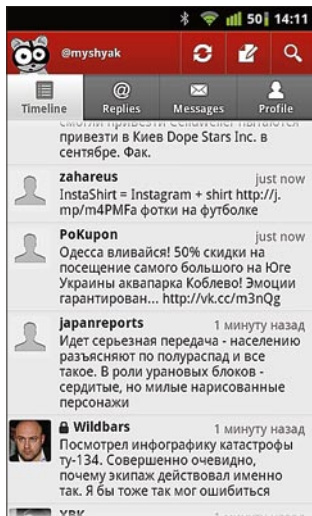 50 14:11
@myshyak
Timeline Replies Messages Profile
привезти в Киев Dope Stars Inc. в
сентябре. Фак.
zahareus just now
InstaShirt = Instagram + shirt http://j.
mp/m4PMFa фотки на футболке
PoKupon just now
Одесса вливайся! 50% скидки на
посещение самого большого на Юге
Украины аквапарка Коблево! Эмоции
гарантирован... http://vk.cc/m3nQg
japanreports 1 минуту назад
Идет серьезная передача - населению
разъясняют по полураспад и все
такое. В роли урановых блоков -
сердитые, но милые нарисованные
персонажи
Wildbars 1 минуту назад
Посмотрел инфографику катастрофы
ту-134. Совершенно очевидно,
почему экипаж действовал именно
так. Я бы тоже так мог ошибиться